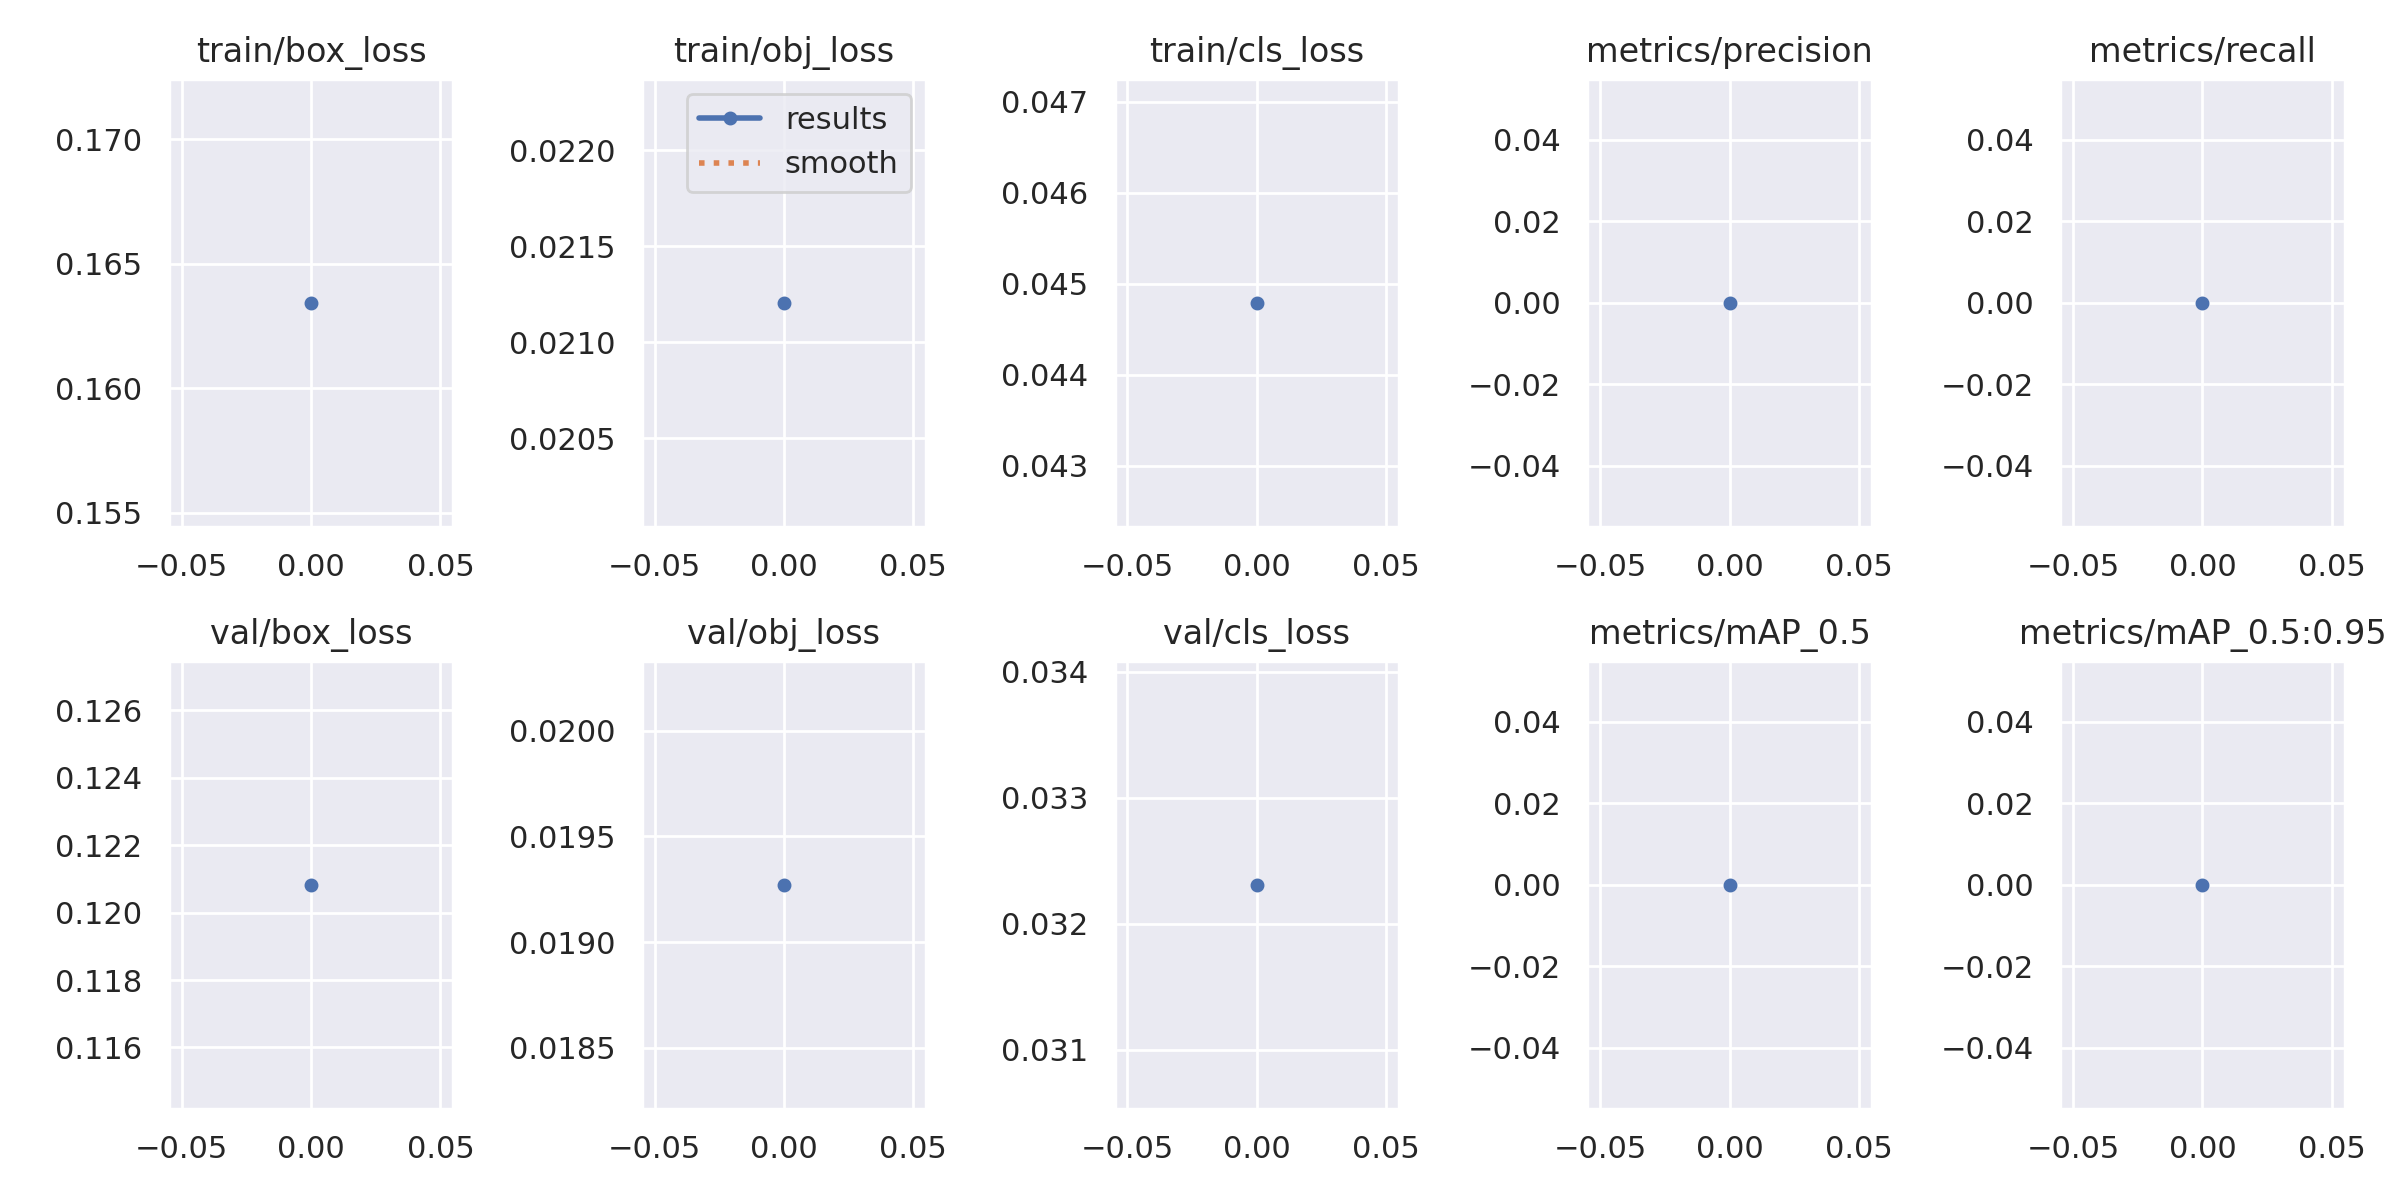 train/box_loss
0.170
0.165
0.160
0.155
−0.05 0.00 0.05
train/obj_loss
results
smooth
0.0220
0.0215
0.0210
0.0205
−0.05 0.00 0.05
train/cls_loss
0.047
0.046
0.045
0.044
0.043
−0.05 0.00 0.05
metrics/precision
0.04
0.02
0.00
−0.02
−0.04
−0.05 0.00 0.05
metrics/recall
0.04
0.02
0.00
−0.02
−0.04
−0.05 0.00 0.05
val/box_loss
0.126
0.124
0.122
0.120
0.118
0.116
−0.05 0.00 0.05
val/obj_loss
0.0200
0.0195
0.0190
0.0185
−0.05 0.00 0.05
val/cls_loss
0.034
0.033
0.032
0.031
−0.05 0.00 0.05
metrics/mAP_0.5
0.04
0.02
0.00
−0.02
−0.04
−0.05 0.00 0.05
metrics/mAP_0.5:0.95
0.04
0.02
0.00
−0.02
−0.04
−0.05 0.00 0.05